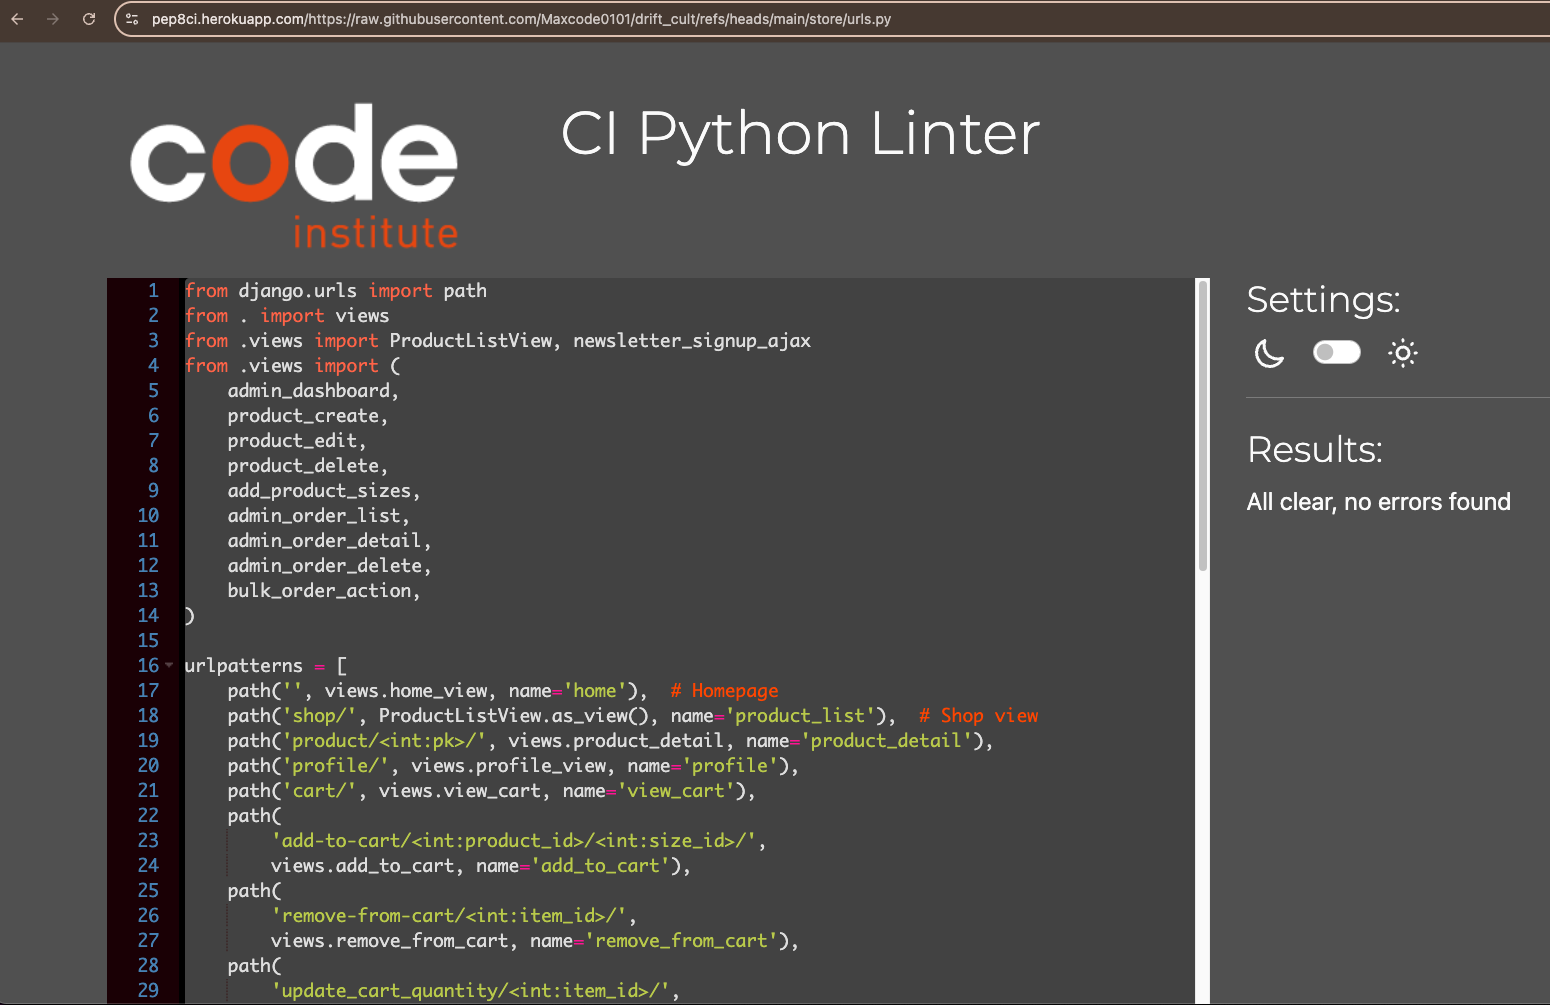 pep8ci.herokuapp.com/https://raw.githubusercontent.com/Maxcode0101/drift_cult/refs/heads/main/store/urls.py
code
institute
CI Python Linter
1 from django.urls import path
2 from . import views
3 from .views import ProductListView, newsletter_signup_ajax
4 from .views import (
5     admin_dashboard,
6     product_create,
7     product_edit,
8     product_delete,
9     add_product_sizes,
10     admin_order_list,
11     admin_order_detail,
12     admin_order_delete,
13     bulk_order_action,
14 )
15
16 urlpatterns = [
17     path('', views.home_view, name='home'),  # Homepage
18     path('shop/', ProductListView.as_view(), name='product_list'),  # Shop view
19     path('product/<int:pk>/', views.product_detail, name='product_detail'),
20     path('profile/', views.profile_view, name='profile'),
21     path('cart/', views.view_cart, name='view_cart'),
22     path(
23         'add-to-cart/<int:product_id>/<int:size_id>/',
24         views.add_to_cart, name='add_to_cart'),
25     path(
26         'remove-from-cart/<int:item_id>/',
27         views.remove_from_cart, name='remove_from_cart'),
28     path(
29         'update_cart_quantity/<int:item_id>/',
Settings:
Results:
All clear, no errors found